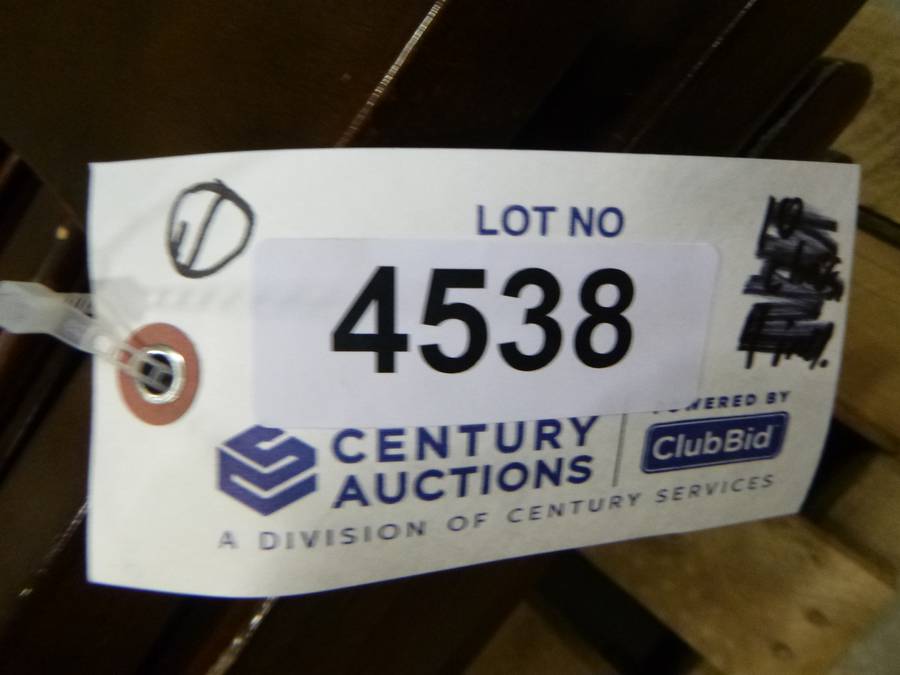 LOT NO
4538
CENTURY
AUCTIONS
POWERED BY
ClubBid
A DIVISION OF CENTURY SERVICES